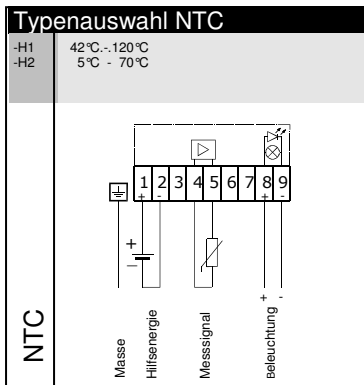 Typenauswahl NTC
-H1 42°C.-.120°C
-H2 5°C - 70°C
1 2 3 4 5 6 7 8 9
+ - + -
+
−
+ -
Masse
Hilfsenergie
Messsignal
Beleuchtung
NTC